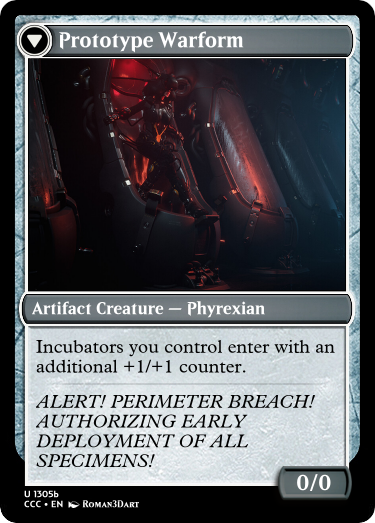 Prototype Warform
Artifact Creature — Phyrexian
Incubators you control enter with an
additional +1/+1 counter.
ALERT! PERIMETER BREACH!
AUTHORIZING EARLY
DEPLOYMENT OF ALL
SPECIMENS!
0/0
U 1305b
CCC • EN Roman3Dart